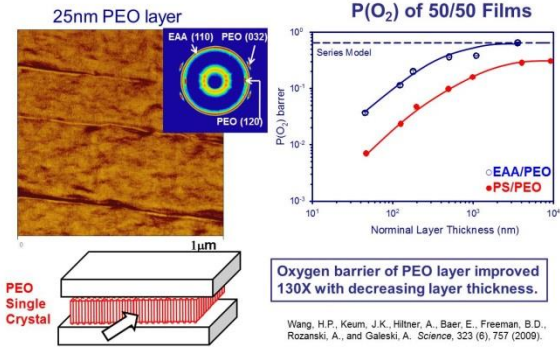 25nm PEO layer
EAA (110)
PEO (032)
PEO (120)
0
1µm
PEO
Single
Crystal
P(O₂) of 50/50 Films
10⁰
10⁻¹
10⁻²
10⁻³
P(O₂) barrier
Series Model
EAA/PEO
PS/PEO
10¹
10²
10³
10⁴
Norminal Layer Thickness (nm)
Oxygen barrier of PEO layer improved
130X with decreasing layer thickness.
Wang, H.P., Keum, J.K., Hiltner, A., Baer, E., Freeman, B.D.,
Rozanski, A., and Galeski, A. Science, 323 (6), 757 (2009).